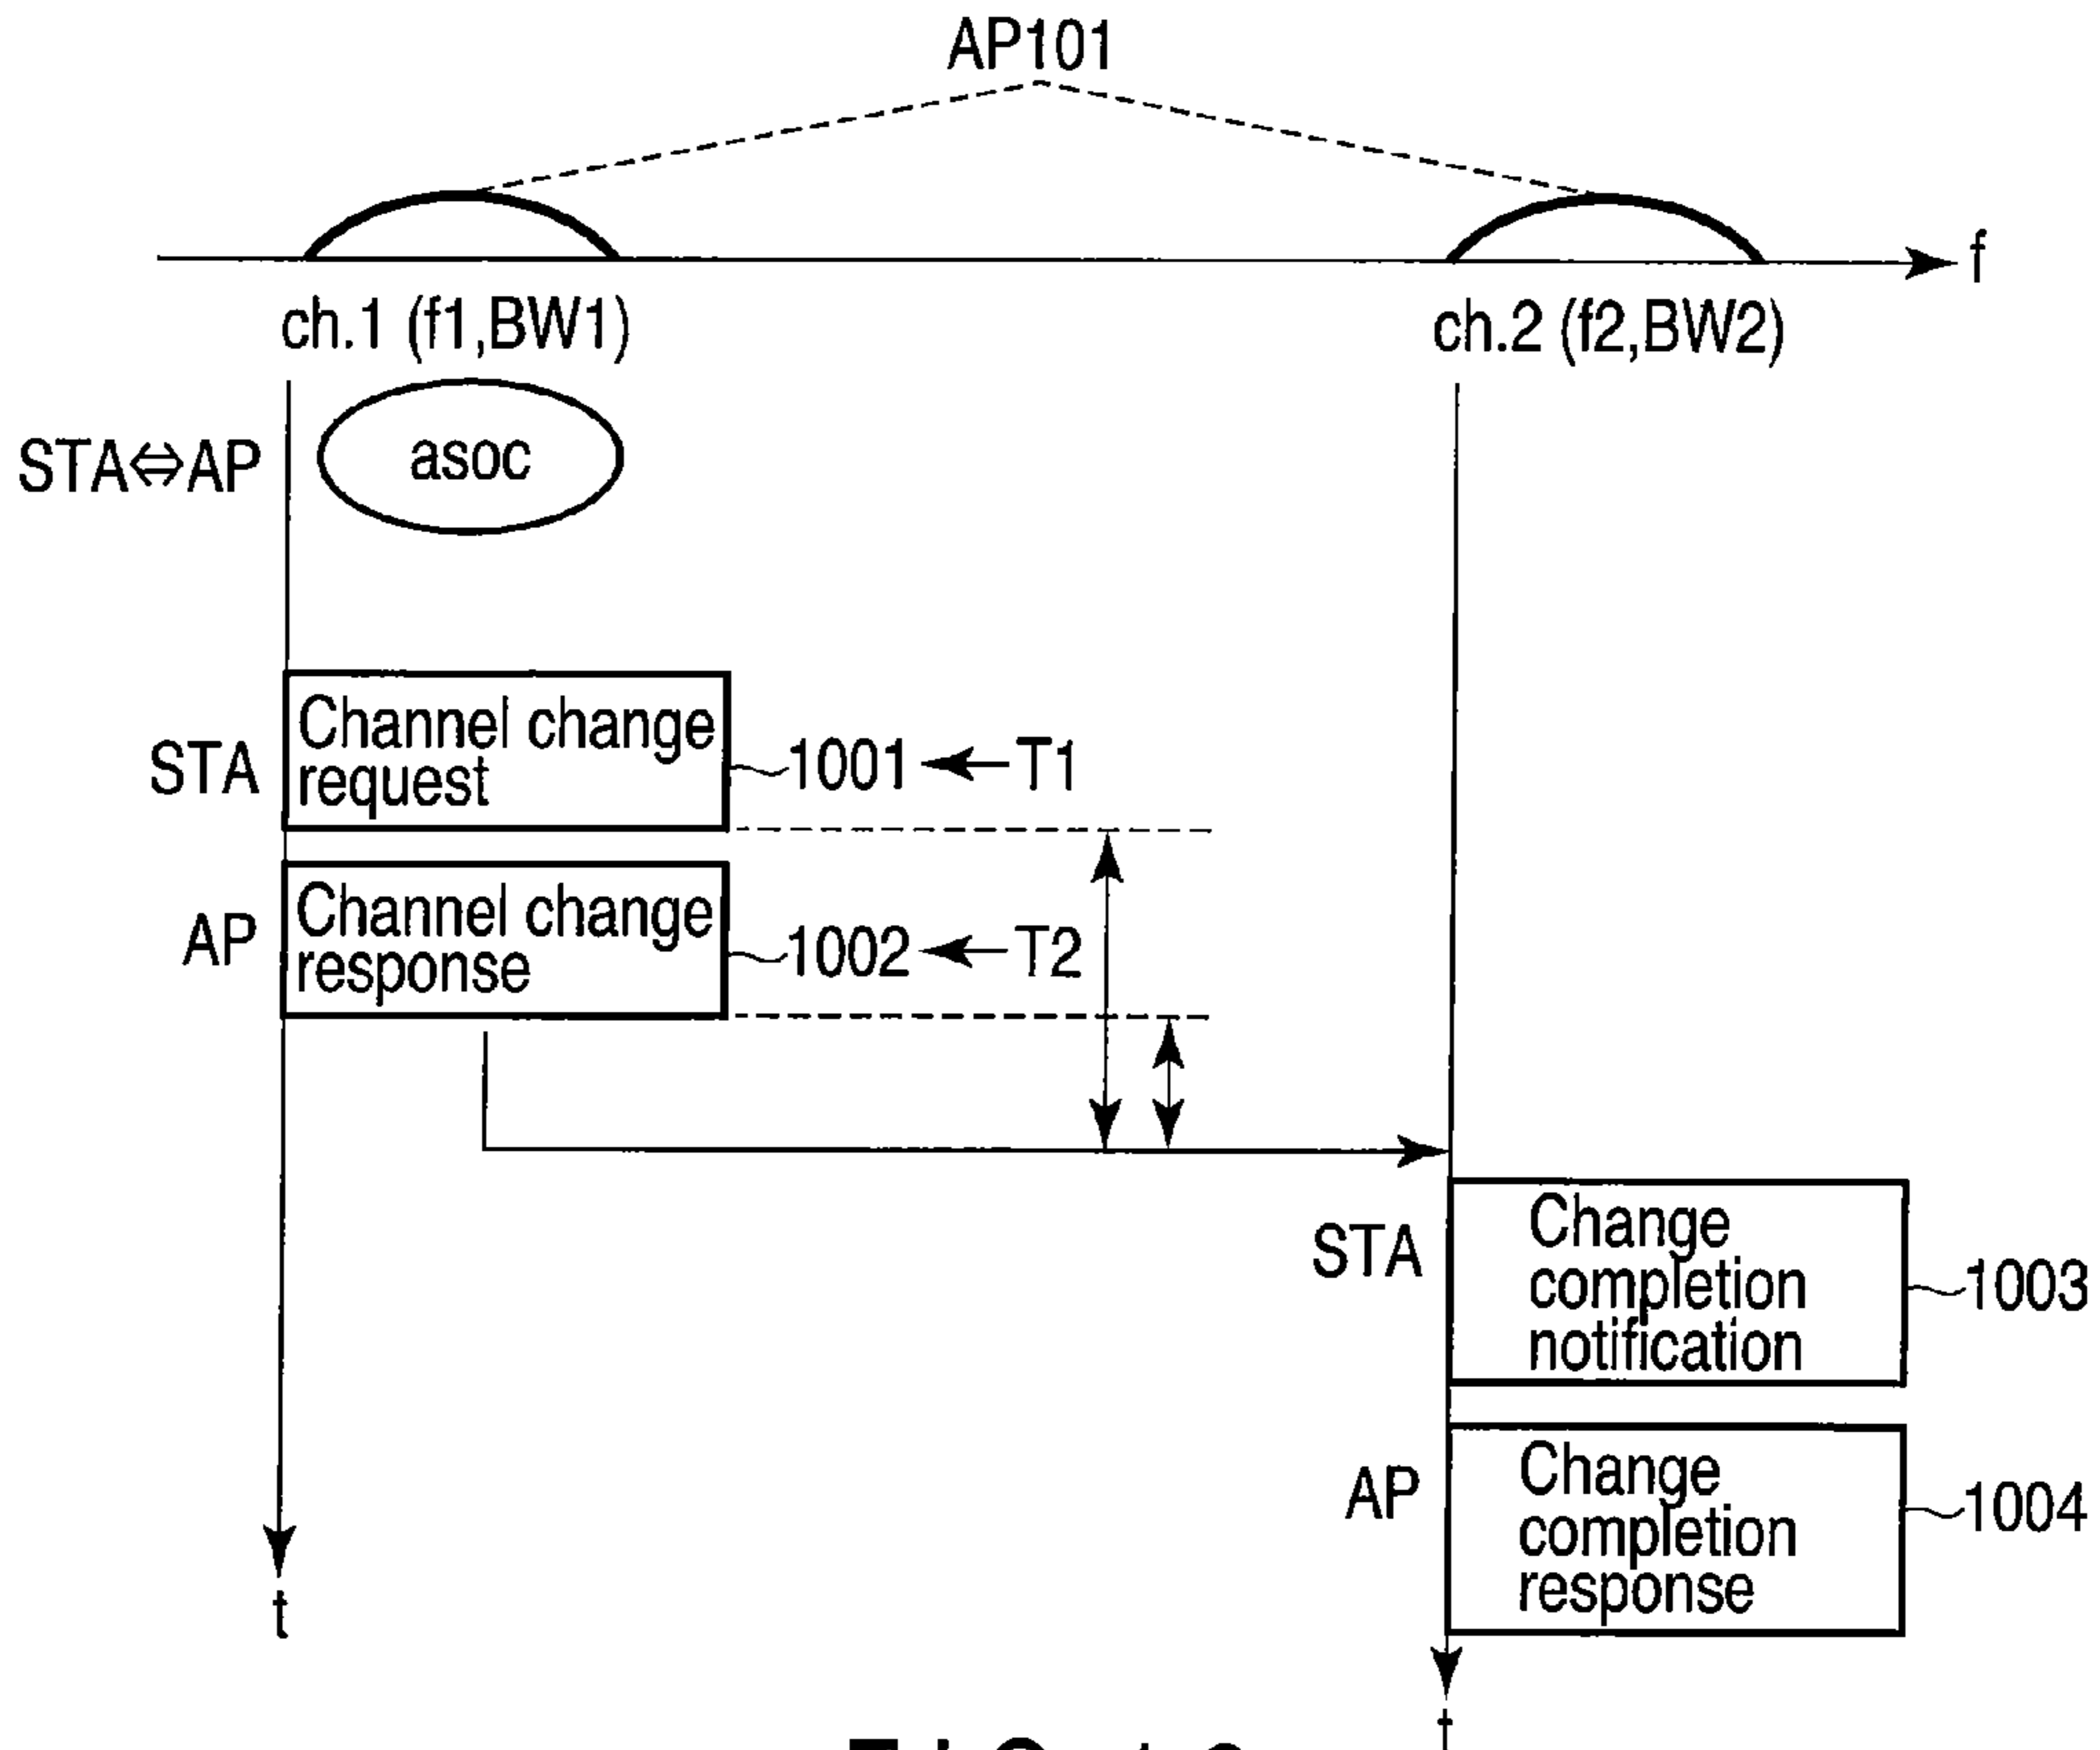 AP101
f
ch.1 (f1,BW1)
ch.2 (f2,BW2)
STA⇔AP
asoc
STA
Channel change
request
1001
T1
AP
Channel change
response
1002
T2
STA
Change
completion
notification
1003
AP
Change
completion
response
1004
t
t